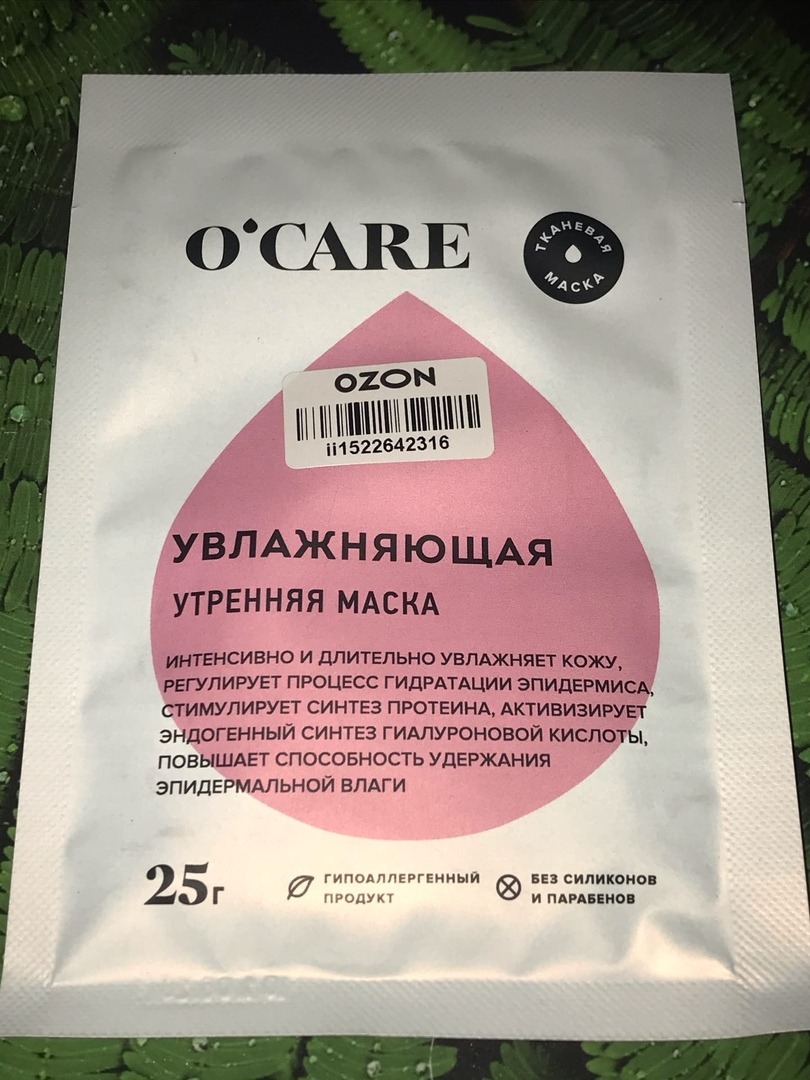 O'CARE
ТКАНЕВАЯ
МАСКА
OZON
ii1522642316
УВЛАЖНЯЮЩАЯ
УТРЕННЯЯ МАСКА
ИНТЕНСИВНО И ДЛИТЕЛЬНО УВЛАЖНЯЕТ КОЖУ,
РЕГУЛИРУЕТ ПРОЦЕСС ГИДРАТАЦИИ ЭПИДЕРМИСА,
СТИМУЛИРУЕТ СИНТЕЗ ПРОТЕИНА, АКТИВИЗИРУЕТ
ЭНДОГЕННЫЙ СИНТЕЗ ГИАЛУРОНОВОЙ КИСЛОТЫ,
ПОВЫШАЕТ СПОСОБНОСТЬ УДЕРЖАНИЯ
ЭПИДЕРМАЛЬНОЙ ВЛАГИ
25г
ГИПОАЛЛЕРГЕННЫЙ
ПРОДУКТ
БЕЗ СИЛИКОНОВ
И ПАРАБЕНОВ